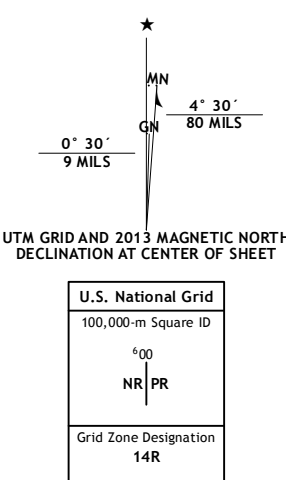 ★
MN
4° 30´
80 MILS
GN
0° 30´
9 MILS
UTM GRID AND 2013 MAGNETIC NORTH
DECLINATION AT CENTER OF SHEET
U.S. National Grid
100,000-m Square ID
⁶00
NR PR
Grid Zone Designation
14R